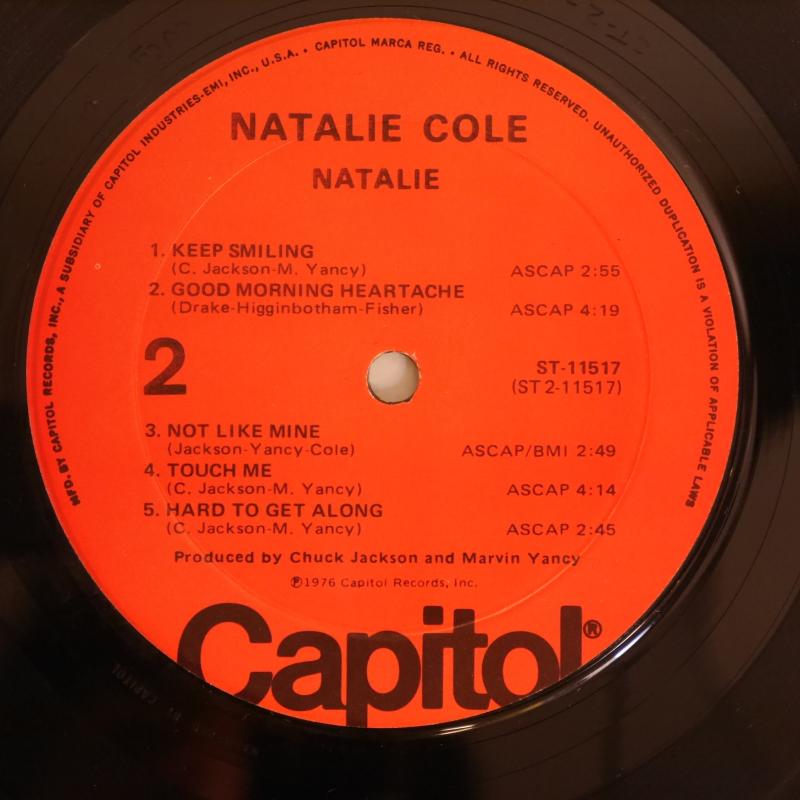 MFD. BY CAPITOL RECORDS, INC., A SUBSIDIARY OF CAPITOL INDUSTRIES-EMI, INC., U.S.A. • CAPITOL MARCA REG. • ALL RIGHTS RESERVED. UNAUTHORIZED DUPLICATION IS A VIOLATION OF APPLICABLE LAWS
NATALIE COLE
NATALIE
1. KEEP SMILING
(C. Jackson-M. Yancy) ASCAP 2:55
2. GOOD MORNING HEARTACHE
(Drake-Higginbotham-Fisher) ASCAP 4:19
2
ST-11517
(ST 2-11517)
3. NOT LIKE MINE
(Jackson-Yancy-Cole) ASCAP/BMI 2:49
4. TOUCH ME
(C. Jackson-M. Yancy) ASCAP 4:14
5. HARD TO GET ALONG
(C. Jackson-M. Yancy) ASCAP 2:45
Produced by Chuck Jackson and Marvin Yancy
℗1976 Capitol Records, Inc.
Capitol®